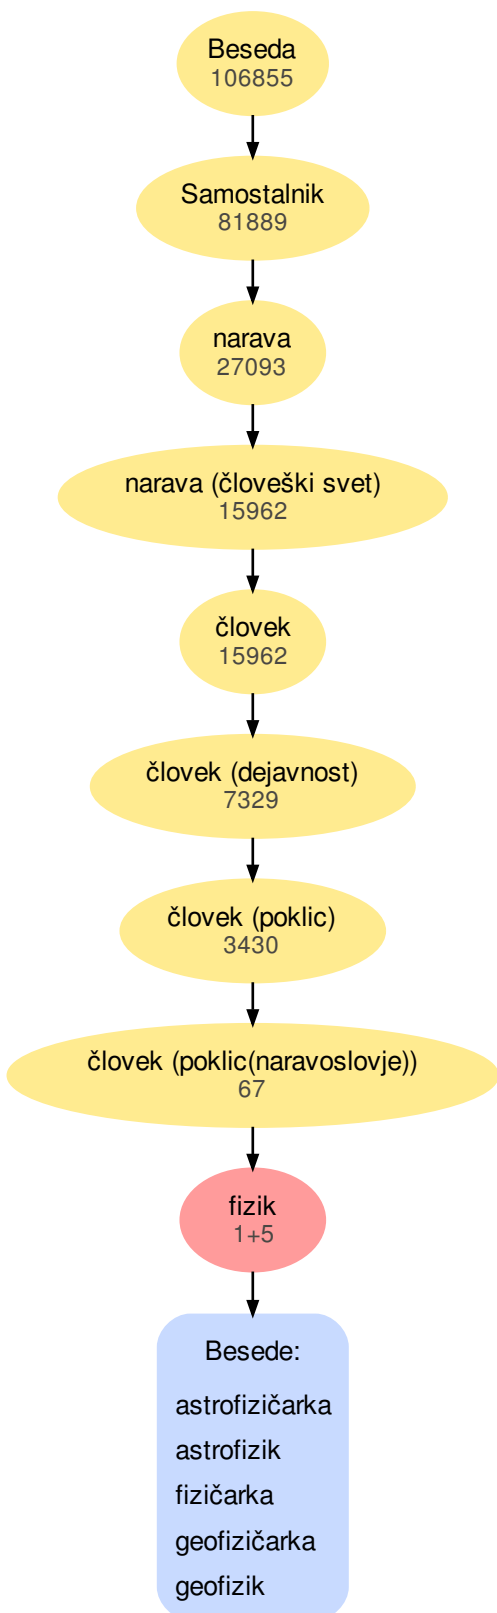 Beseda
106855
Samostalnik
81889
narava
27093
narava (človeški svet)
15962
človek
15962
človek (dejavnost)
7329
človek (poklic)
3430
človek (poklic(naravoslovje))
67
fizik
1+5
Besede:
astrofizičarka
astrofizik
fizičarka
geofizičarka
geofizik